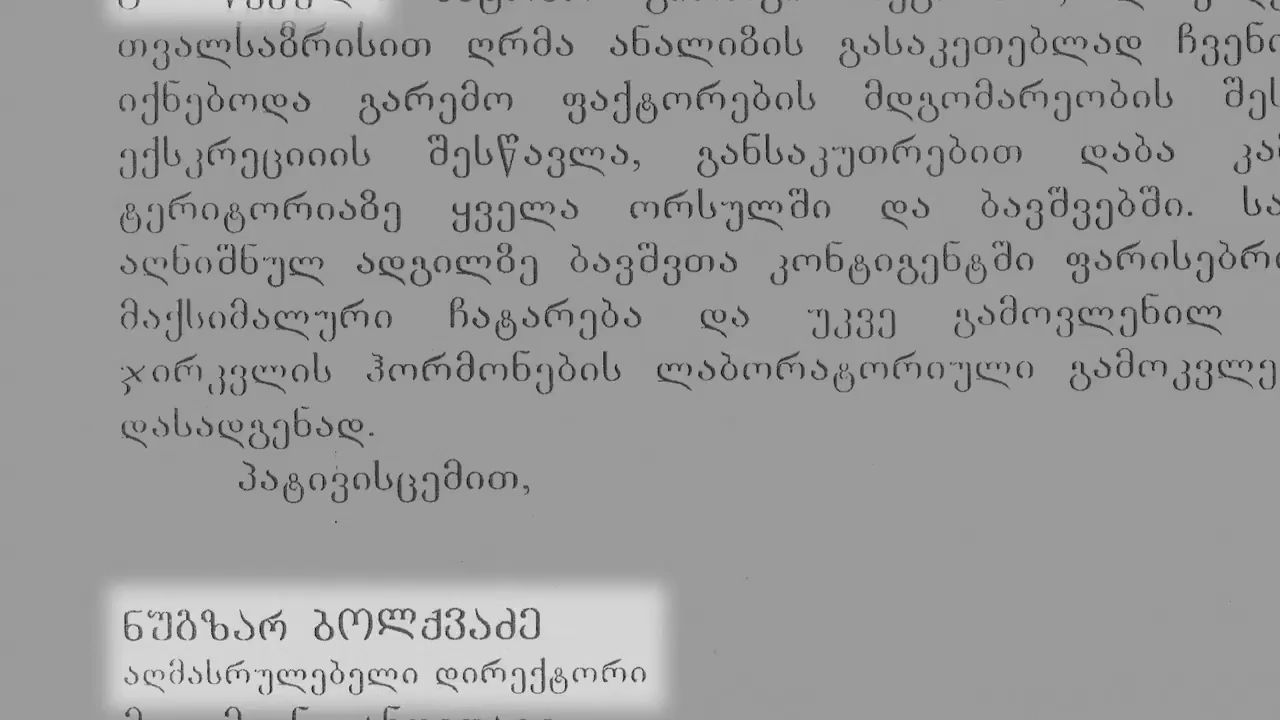 თვალსაზრისით ღრმა ანალიზის გასაკეთებლად ჩვენი
იქნებოდა გარემო ფაქტორების მდგომარეობის
ექსკრეციიის შესწავლა, განსაკუთრებით დაბა
ტერიტორიაზე ყველა ორსულში და ბავშვებში.
აღნიშნულ ადგილზე ბავშვთა კონტიგენტში
მაქსიმალური ჩატარება და უკვე გამოვლენილ
ჯირკვლის ჰორმონების ლაბორატორიული
დასადგენად.
პატივისცემით,
ნუგზარ ბოლქვაძე
აღმასრულებელი დირექტორი